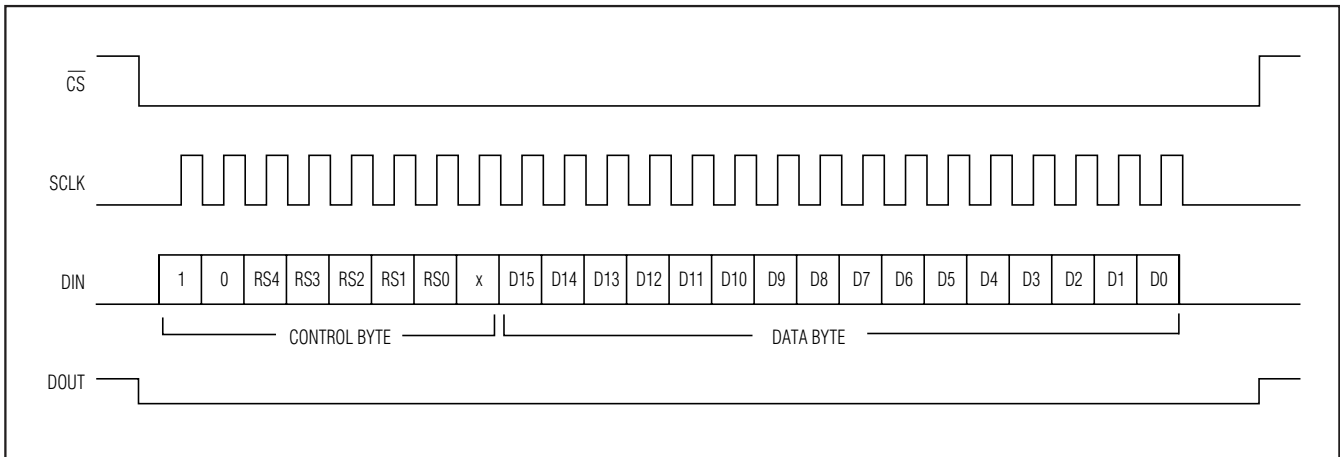 C̅S̅
SCLK
DIN 1 0 RS4 RS3 RS2 RS1 RS0 x D15 D14 D13 D12 D11 D10 D9 D8 D7 D6 D5 D4 D3 D2 D1 D0
CONTROL BYTE DATA BYTE
DOUT